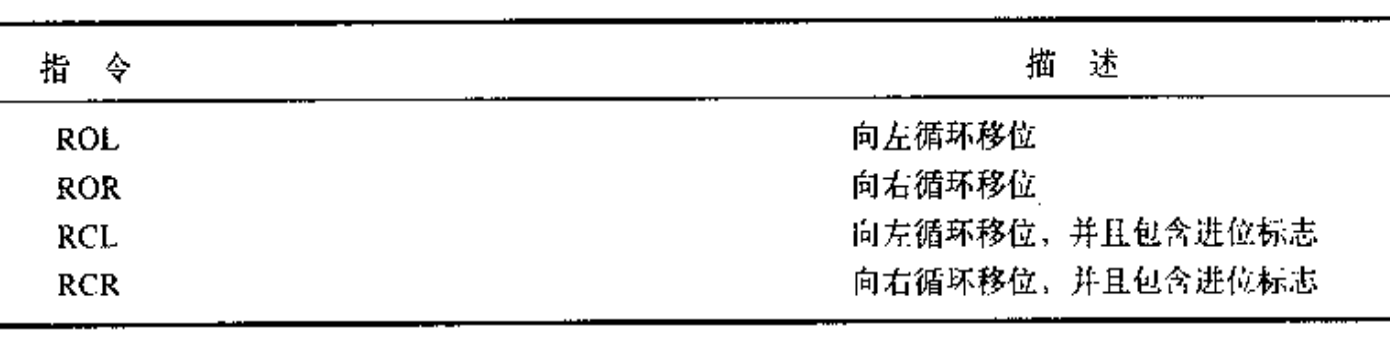 指 令 描 述
ROL 向左循环移位
ROR 向右循环移位
RCL 向左循环移位，并且包含进位标志
RCR 向右循环移位，并且包含进位标志